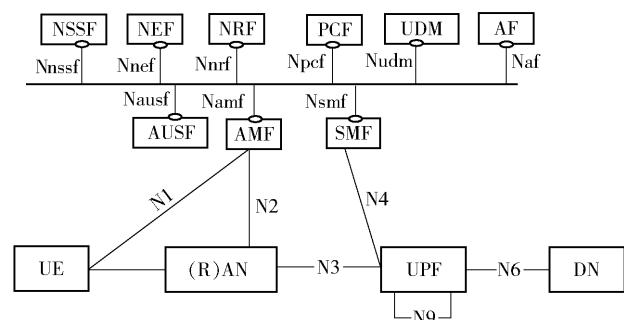 NSSF NEF NRF PCF UDM AF
Nnssf Nnef Nnrf Npcf Nudm Naf
Nausf Namf Nsmf
AUSF AMF SMF
N1 N2 N4
UE (R)AN N3 UPF N6 DN
N9